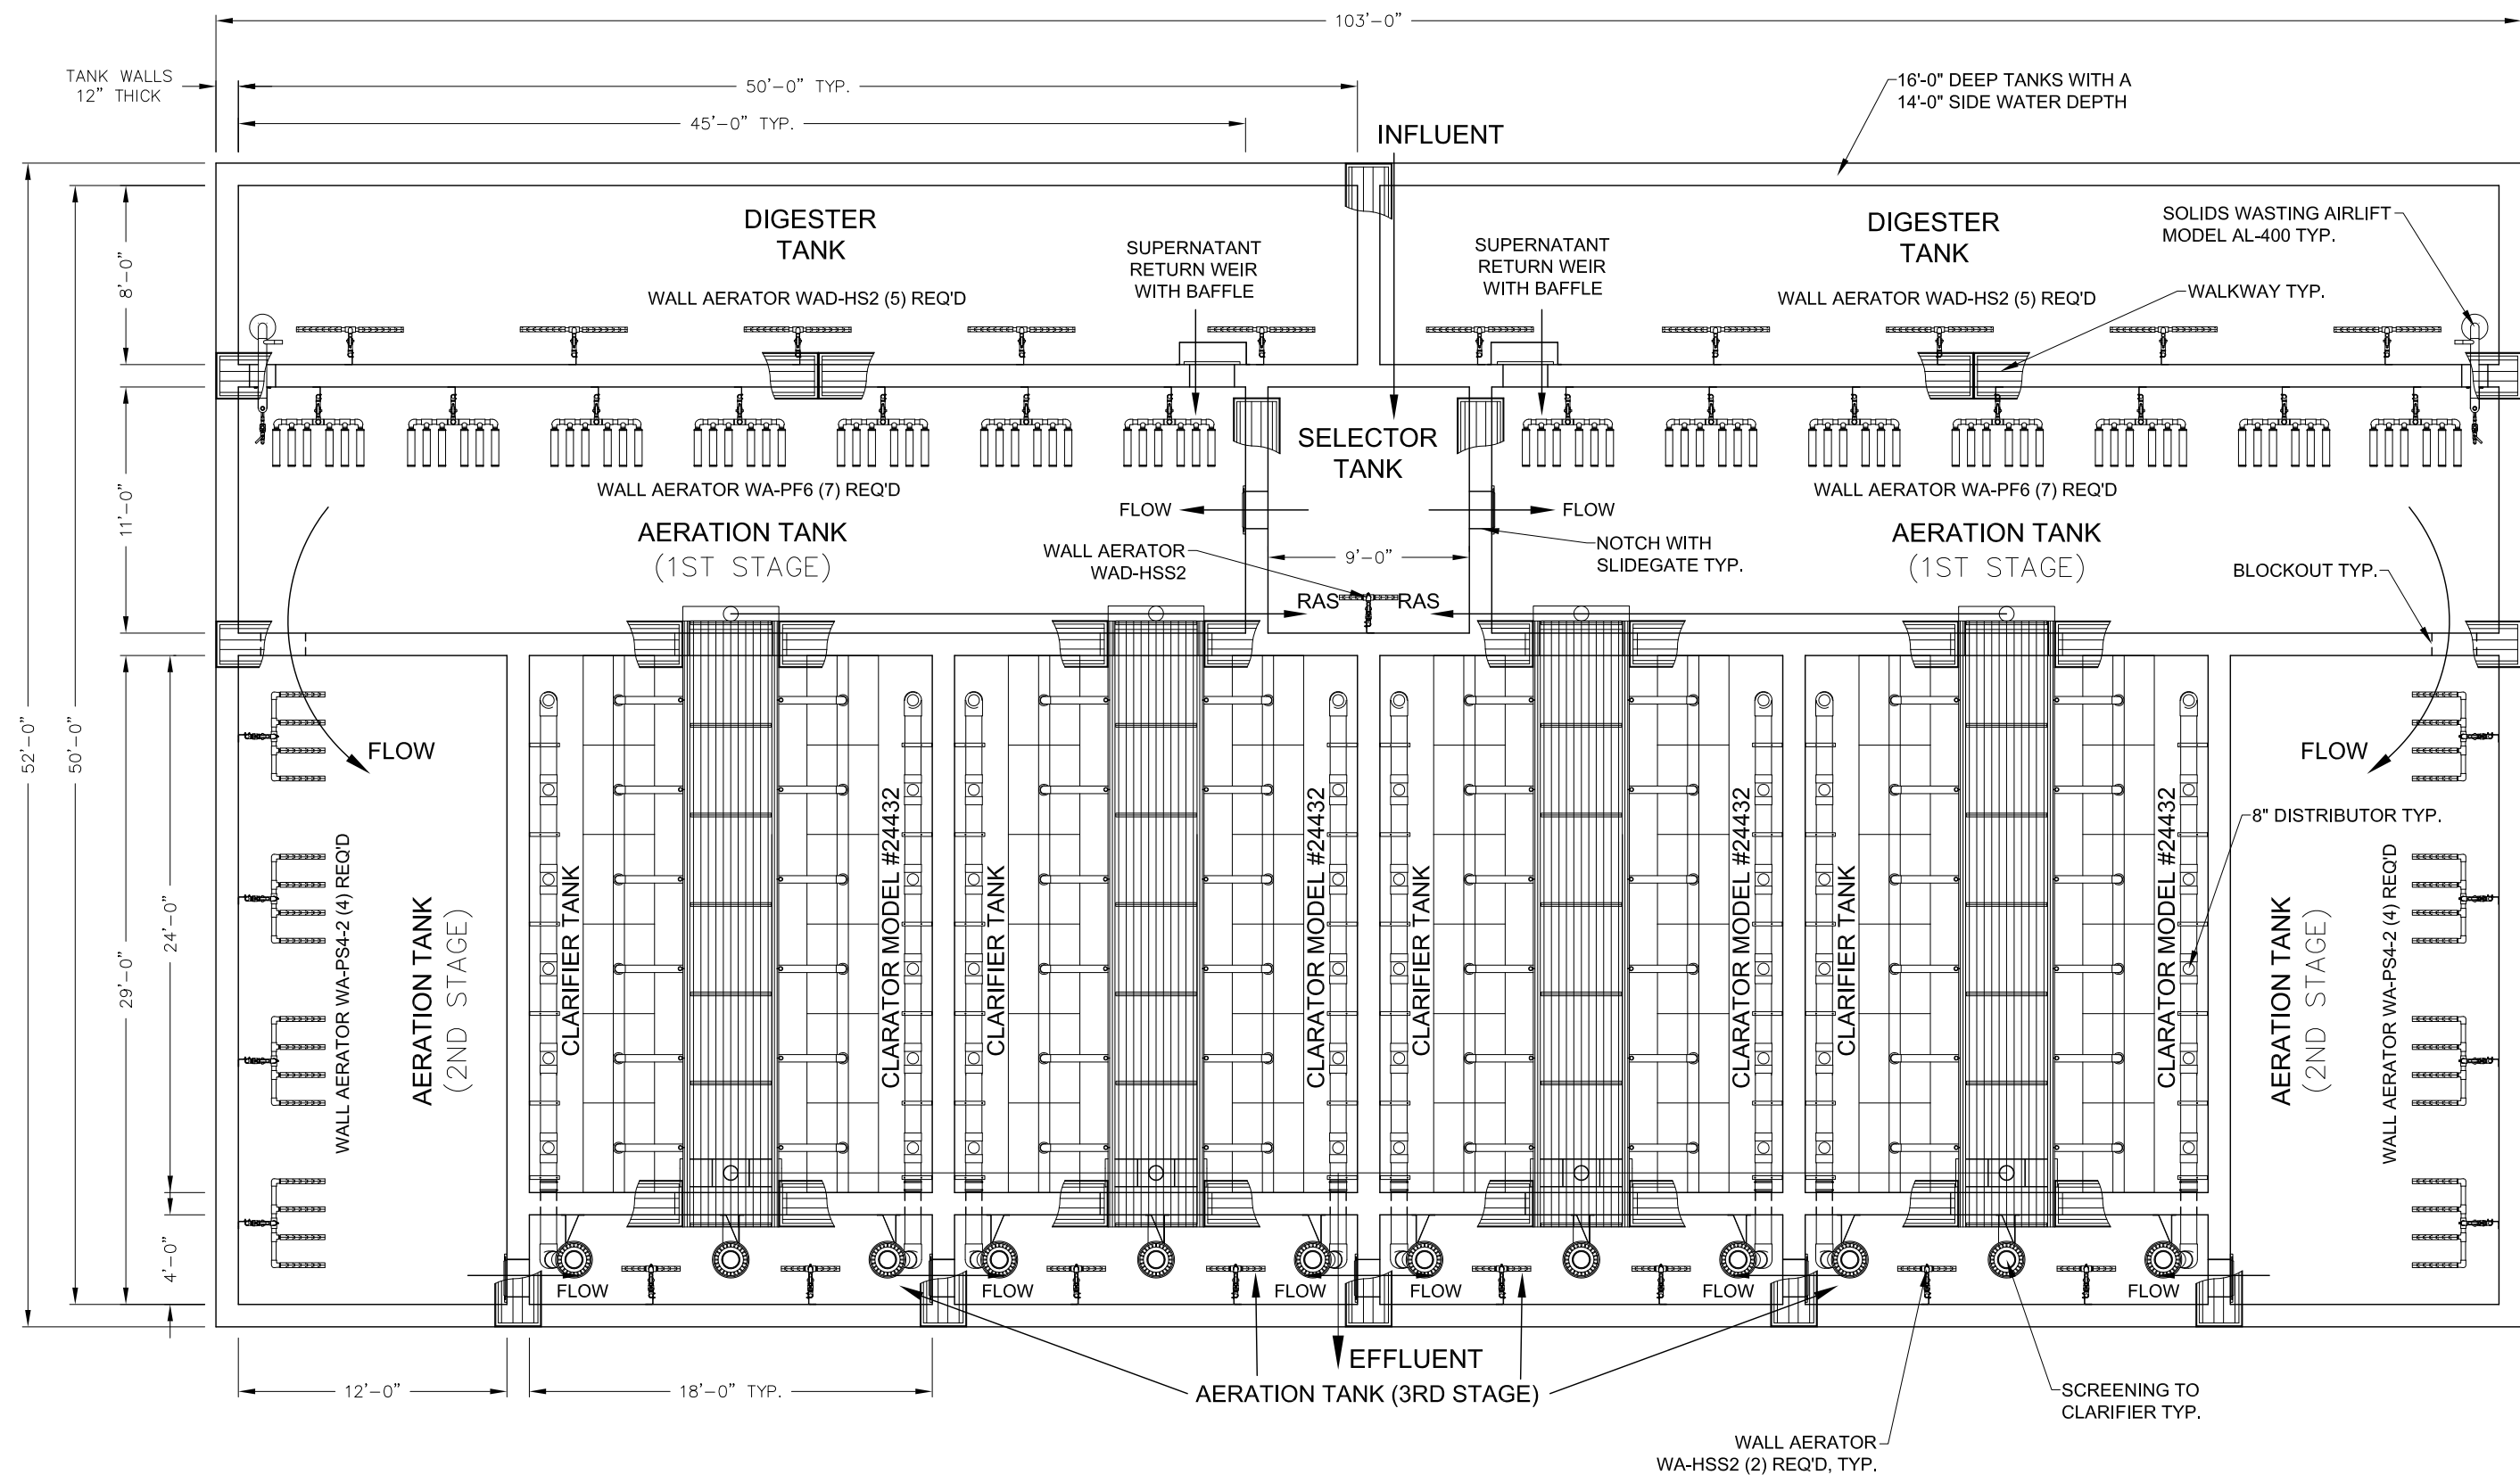 103'-0"
TANK WALLS
12" THICK
50'-0" TYP.
45'-0" TYP.
16'-0" DEEP TANKS WITH A
14'-0" SIDE WATER DEPTH
INFLUENT
DIGESTER
TANK
WALL AERATOR WAD-HS2 (5) REQ'D
SUPERNATANT
RETURN WEIR
WITH BAFFLE
SUPERNATANT
RETURN WEIR
WITH BAFFLE
DIGESTER
TANK
WALL AERATOR WAD-HS2 (5) REQ'D
SOLIDS WASTING AIRLIFT
MODEL AL-400 TYP.
WALKWAY TYP.
8'-0"
11'-0"
52'-0"
50'-0"
29'-0"
24'-0"
4'-0"
WALL AERATOR WA-PF6 (7) REQ'D
AERATION TANK
(1ST STAGE)
SELECTOR
TANK
FLOW
FLOW
WALL AERATOR
WAD-HSS2
9'-0"
NOTCH WITH
SLIDEGATE TYP.
RAS
RAS
WALL AERATOR WA-PF6 (7) REQ'D
AERATION TANK
(1ST STAGE)
BLOCKOUT TYP.
FLOW
FLOW
8" DISTRIBUTOR TYP.
WALL AERATOR WA-PS4-2 (4) REQ'D
AERATION TANK
(2ND STAGE)
CLARIFIER TANK
CLARATOR MODEL #24432
CLARIFIER TANK
CLARATOR MODEL #24432
CLARIFIER TANK
CLARATOR MODEL #24432
CLARIFIER TANK
CLARATOR MODEL #24432
AERATION TANK
(2ND STAGE)
WALL AERATOR WA-PS4-2 (4) REQ'D
FLOW
FLOW
FLOW
FLOW
FLOW
FLOW
12'-0"
18'-0" TYP.
EFFLUENT
AERATION TANK (3RD STAGE)
SCREENING TO
CLARIFIER TYP.
WALL AERATOR
WA-HSS2 (2) REQ'D, TYP.